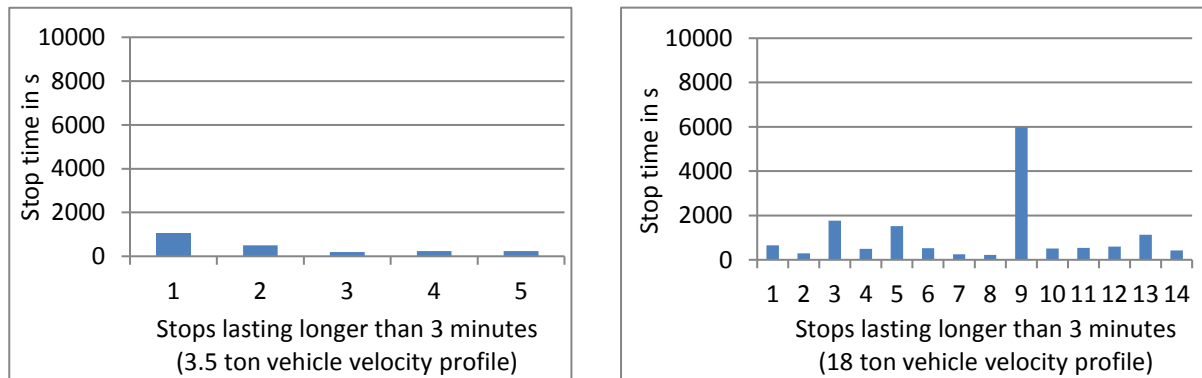 Stop time in s
10000
8000
6000
4000
2000
0
1 2 3 4 5
Stops lasting longer than 3 minutes
(3.5 ton vehicle velocity profile)
Stop time in s
10000
8000
6000
4000
2000
0
1 2 3 4 5 6 7 8 9 10 11 12 13 14
Stops lasting longer than 3 minutes
(18 ton vehicle velocity profile)